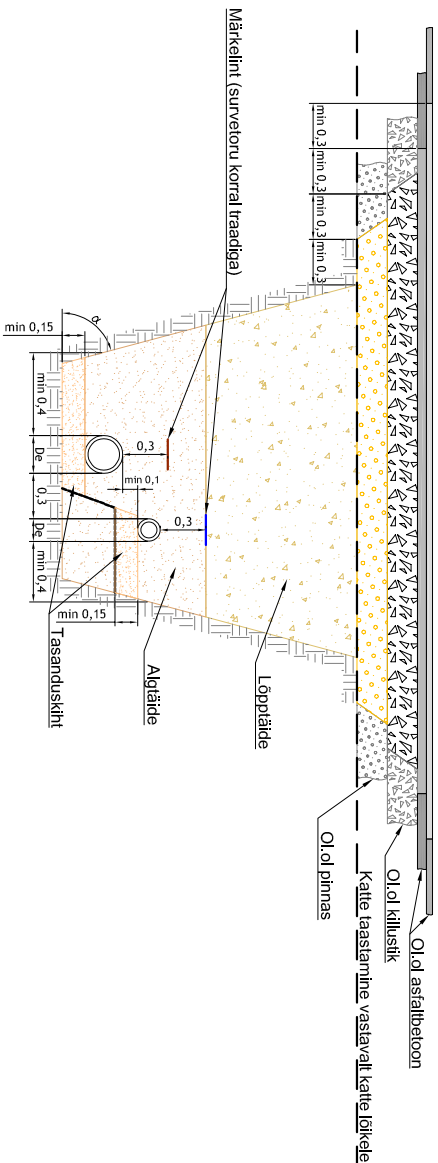 Märkelint (survetoru korral traadiga)
min 0,3
min 0,3
min 0,3
min 0,3
Ol.ol asfaltbetoon
Ol.ol killustik
Ol.ol pinnas
Katte taastamine vastavalt katte lõikele
Lõpptäide
Algtäide
Tasanduskiht
α
min 0,15
min 0,4
De
0,3
De
min 0,4
0,3
min 0,1
0,3
min 0,15